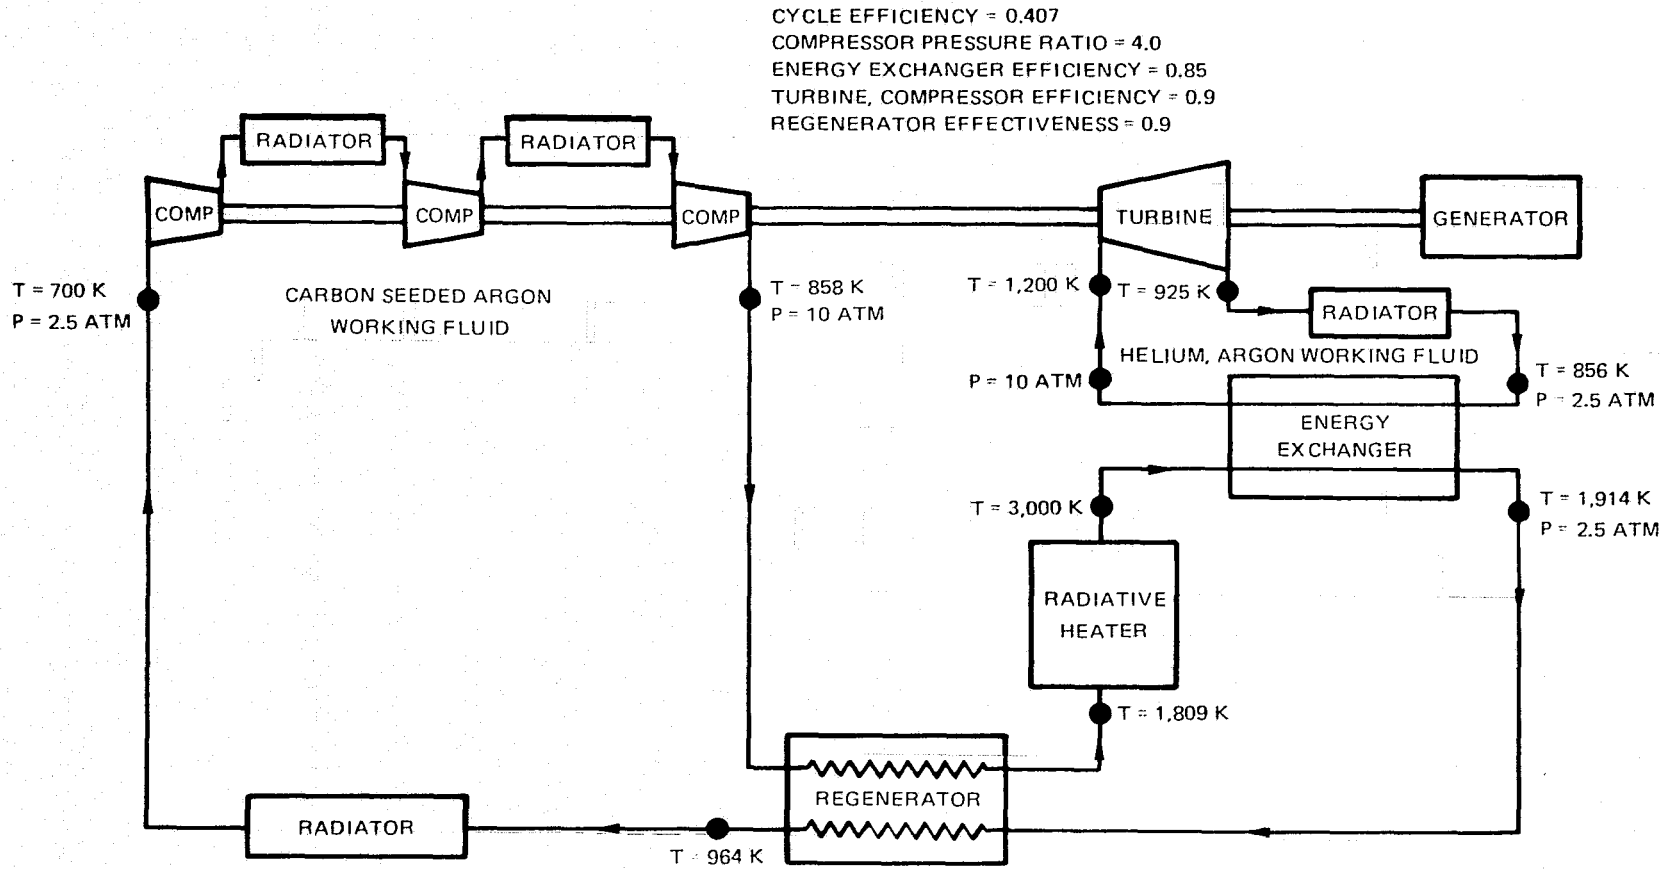 CYCLE EFFICIENCY = 0.407
COMPRESSOR PRESSURE RATIO = 4.0
ENERGY EXCHANGER EFFICIENCY = 0.85
TURBINE, COMPRESSOR EFFICIENCY = 0.9
REGENERATOR EFFECTIVENESS = 0.9
RADIATOR
RADIATOR
COMP
COMP
COMP
TURBINE
GENERATOR
T = 700 K
P = 2.5 ATM
CARBON SEEDED ARGON
WORKING FLUID
T = 858 K
P = 10 ATM
T = 1,200 K
T = 925 K
RADIATOR
HELIUM, ARGON WORKING FLUID
P = 10 ATM
T = 856 K
P = 2.5 ATM
ENERGY
EXCHANGER
T = 3,000 K
T = 1,914 K
P = 2.5 ATM
RADIATIVE
HEATER
T = 1,809 K
REGENERATOR
RADIATOR
T = 964 K